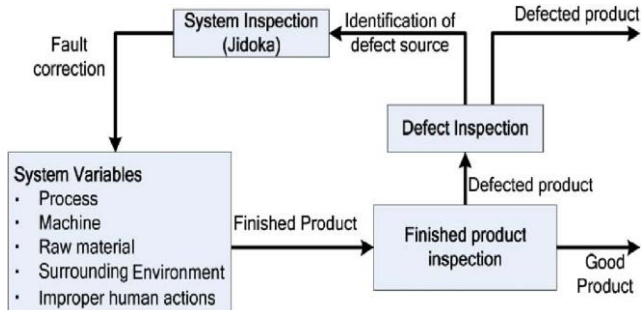 System Inspection
(Jidoka)
Identification of
defect source
Defected product
Fault
correction
Defect Inspection
System Variables
· Process
· Machine
· Raw material
· Surrounding Environment
· Improper human actions
Finished Product
Defected product
Finished product
inspection
Good
Product